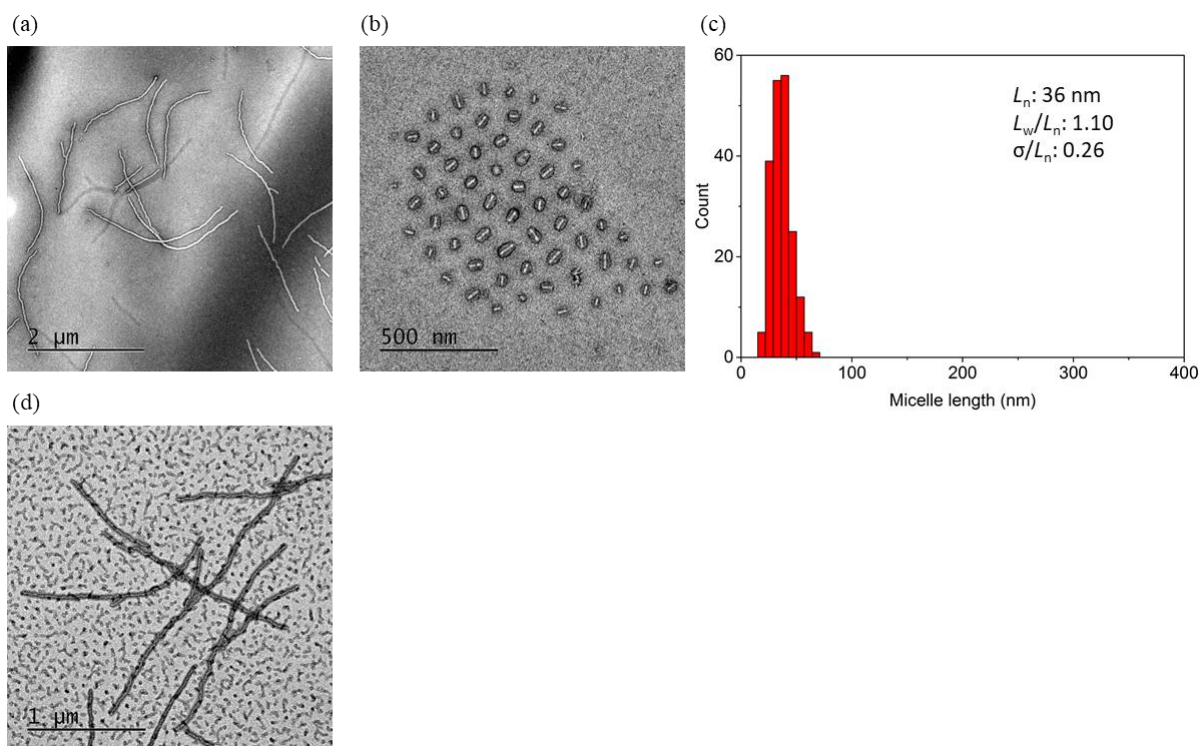 (a)
2 µm
(b)
500 nm
(c)
60
40
20
0
Count
0 100 200 300 400
Micelle length (nm)
Ln: 36 nm
Lw/Ln: 1.10
σ/Ln: 0.26
(d)
1 µm